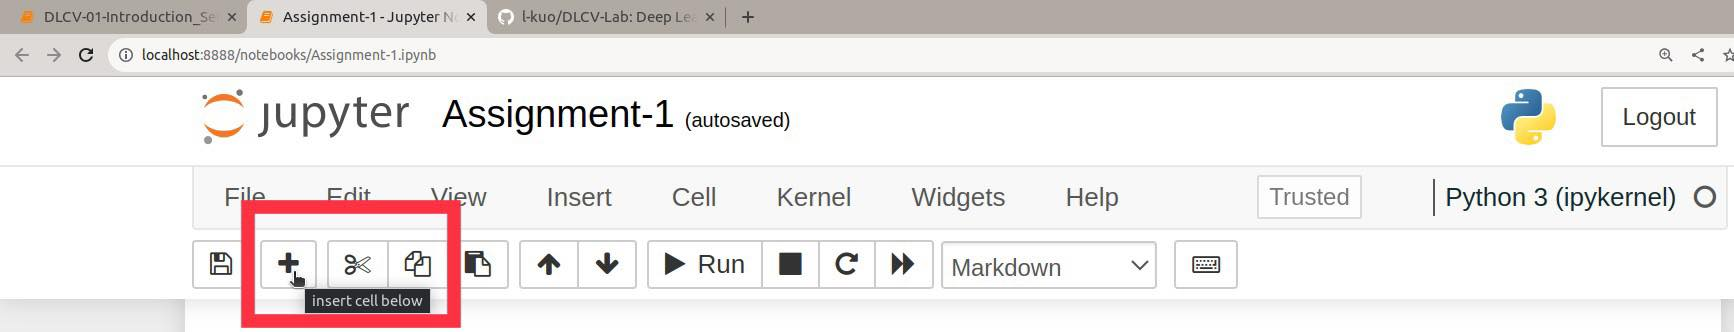 DLCV-01-Introduction_Se
Assignment-1 - Jupyter No
l-kuo/DLCV-Lab: Deep Lea
localhost:8888/notebooks/Assignment-1.ipynb
jupyter Assignment-1 (autosaved)
Logout
File Edit View Insert Cell Kernel Widgets Help Trusted Python 3 (ipykernel)
Run Markdown
insert cell below